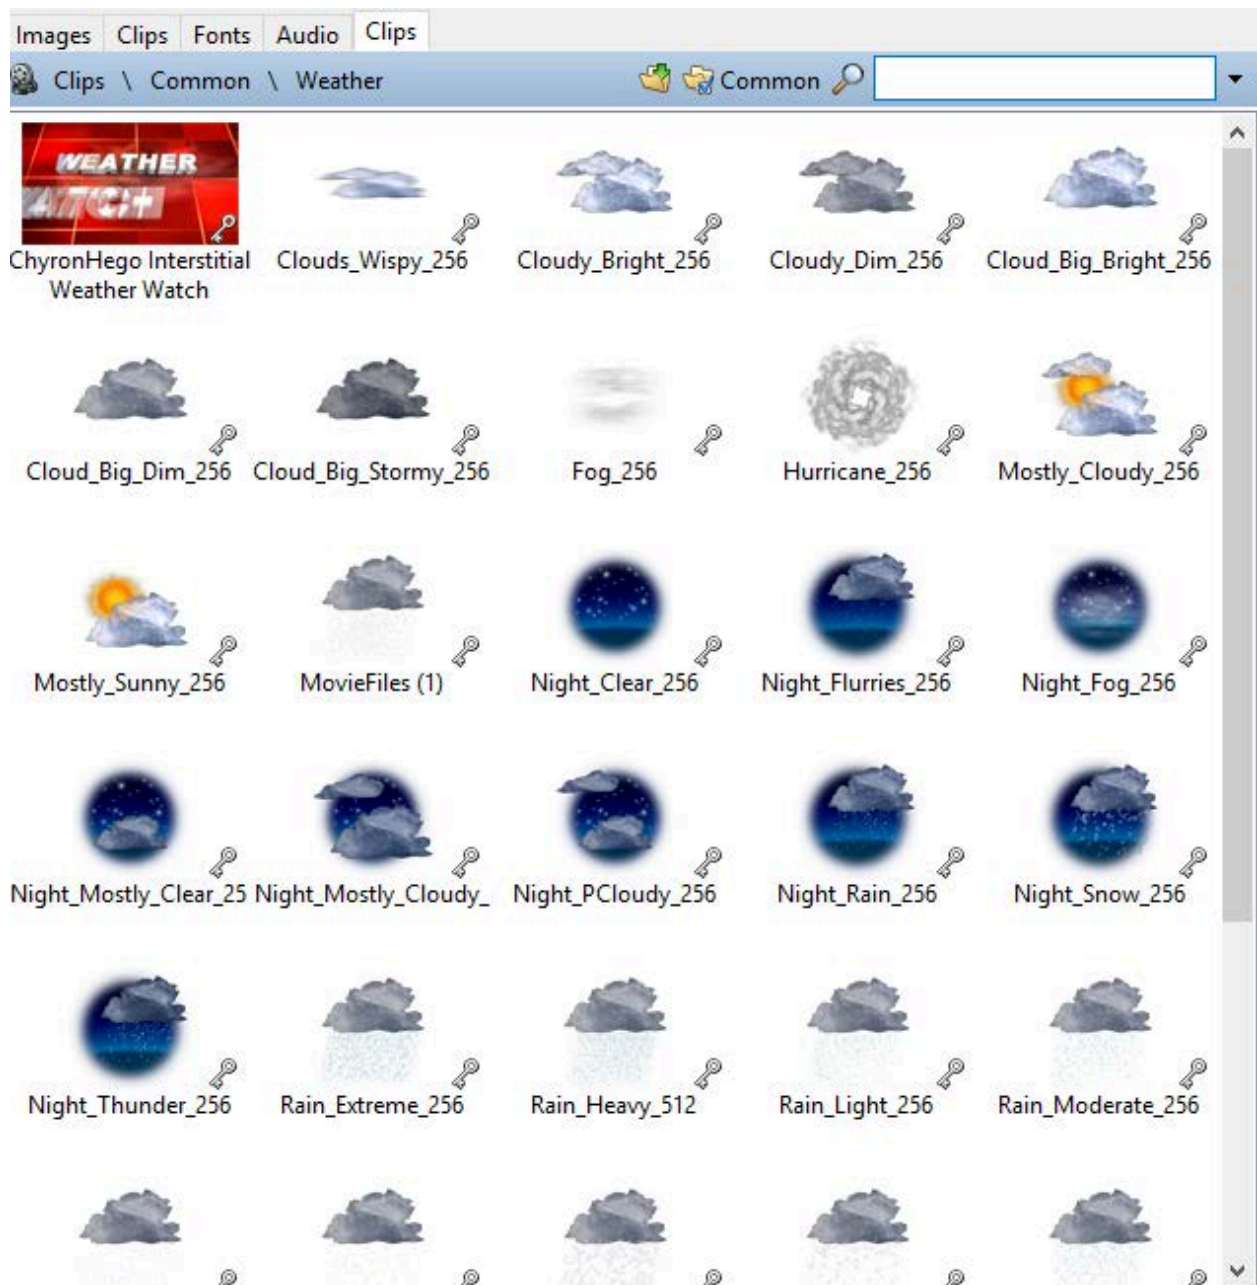 Images Clips Fonts Audio Clips
Clips \ Common \ Weather Common
WEATHER
ATCH
ChyronHego Interstitial Clouds_Wispy_256 Cloudy_Bright_256 Cloudy_Dim_256 Cloud_Big_Bright_256
Weather Watch
Cloud_Big_Dim_256 Cloud_Big_Stormy_256 Fog_256 Hurricane_256 Mostly_Cloudy_256
Mostly_Sunny_256 MovieFiles (1) Night_Clear_256 Night_Flurries_256 Night_Fog_256
Night_Mostly_Clear_25 Night_Mostly_Cloudy_ Night_PCloudy_256 Night_Rain_256 Night_Snow_256
Night_Thunder_256 Rain_Extreme_256 Rain_Heavy_512 Rain_Light_256 Rain_Moderate_256